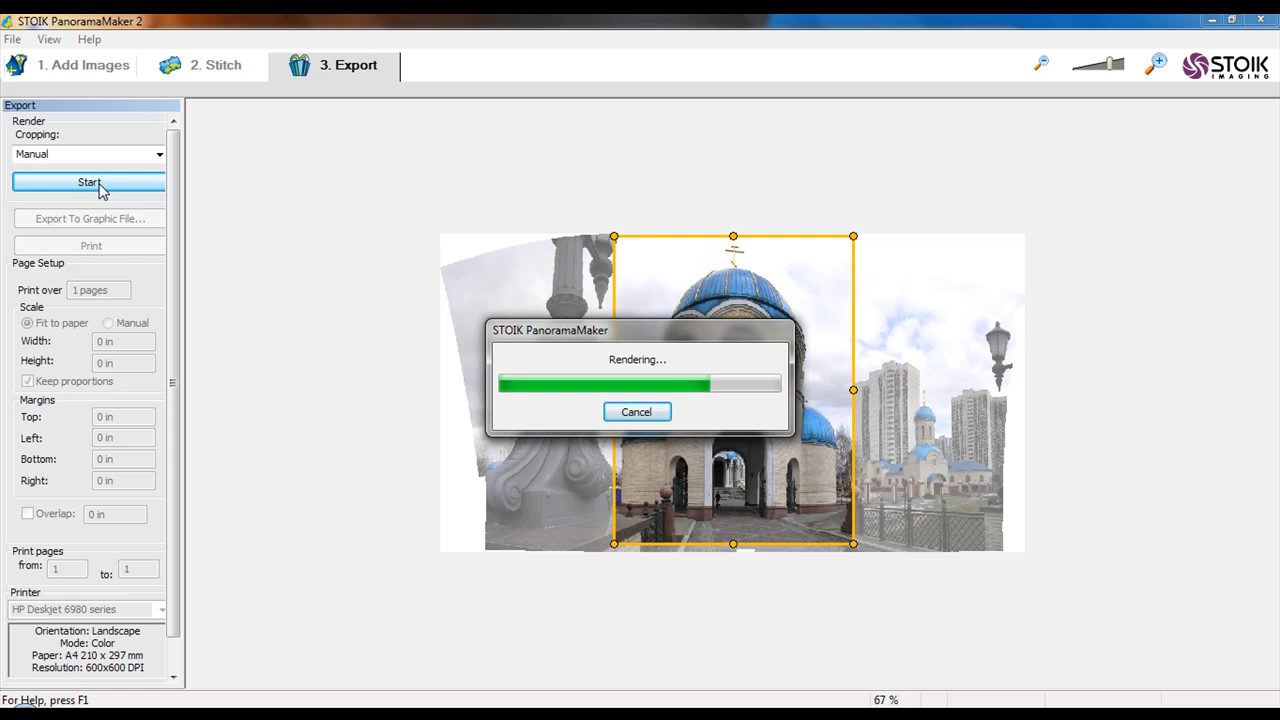 STOIK PanoramaMaker 2
File View Help
1. Add Images 2. Stitch 3. Export
STOIK
IMAGING
Export
Render
Cropping:
Manual
Start
Export To Graphic File...
Print
Page Setup
Print over 1 pages
Scale
Fit to paper Manual
Width: 0 in
Height: 0 in
Keep proportions
Margins
Top: 0 in
Left: 0 in
Bottom: 0 in
Right: 0 in
Overlap: 0 in
Print pages
from: 1 to: 1
Printer
HP Deskjet 6980 series
Orientation: Landscape
Mode: Color
Paper: A4 210 x 297 mm
Resolution: 600x600 DPI
STOIK PanoramaMaker
Rendering...
Cancel
For Help, press F1
67 %